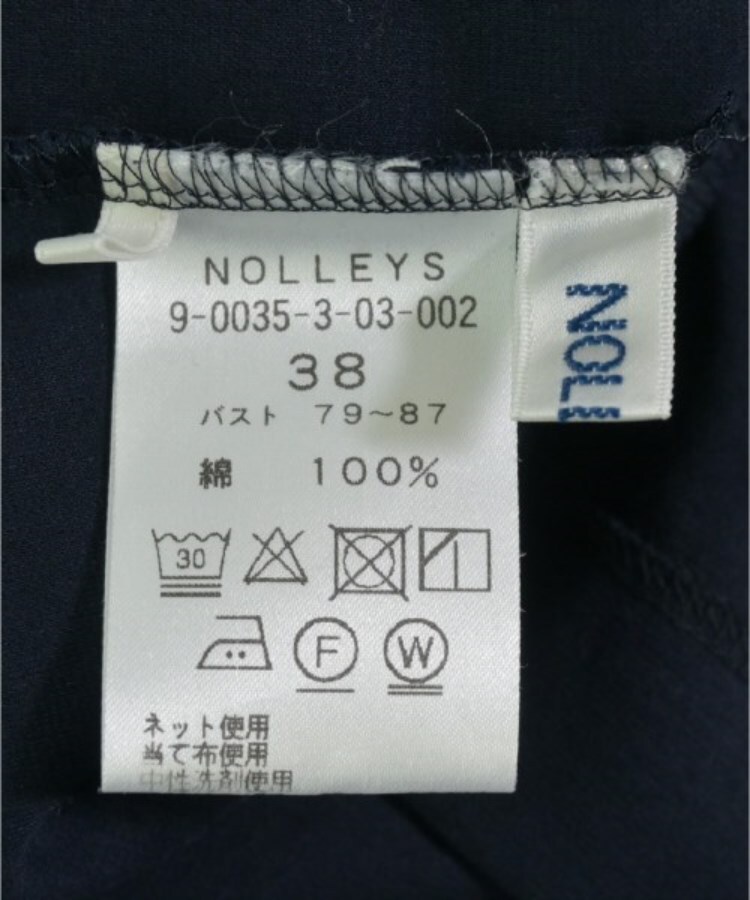 NOLLEYS
9-0035-3-03-002
38
バスト 79~87
綿 100%
30
F W
ネット使用
当て布使用
中性洗剤使用
NOL